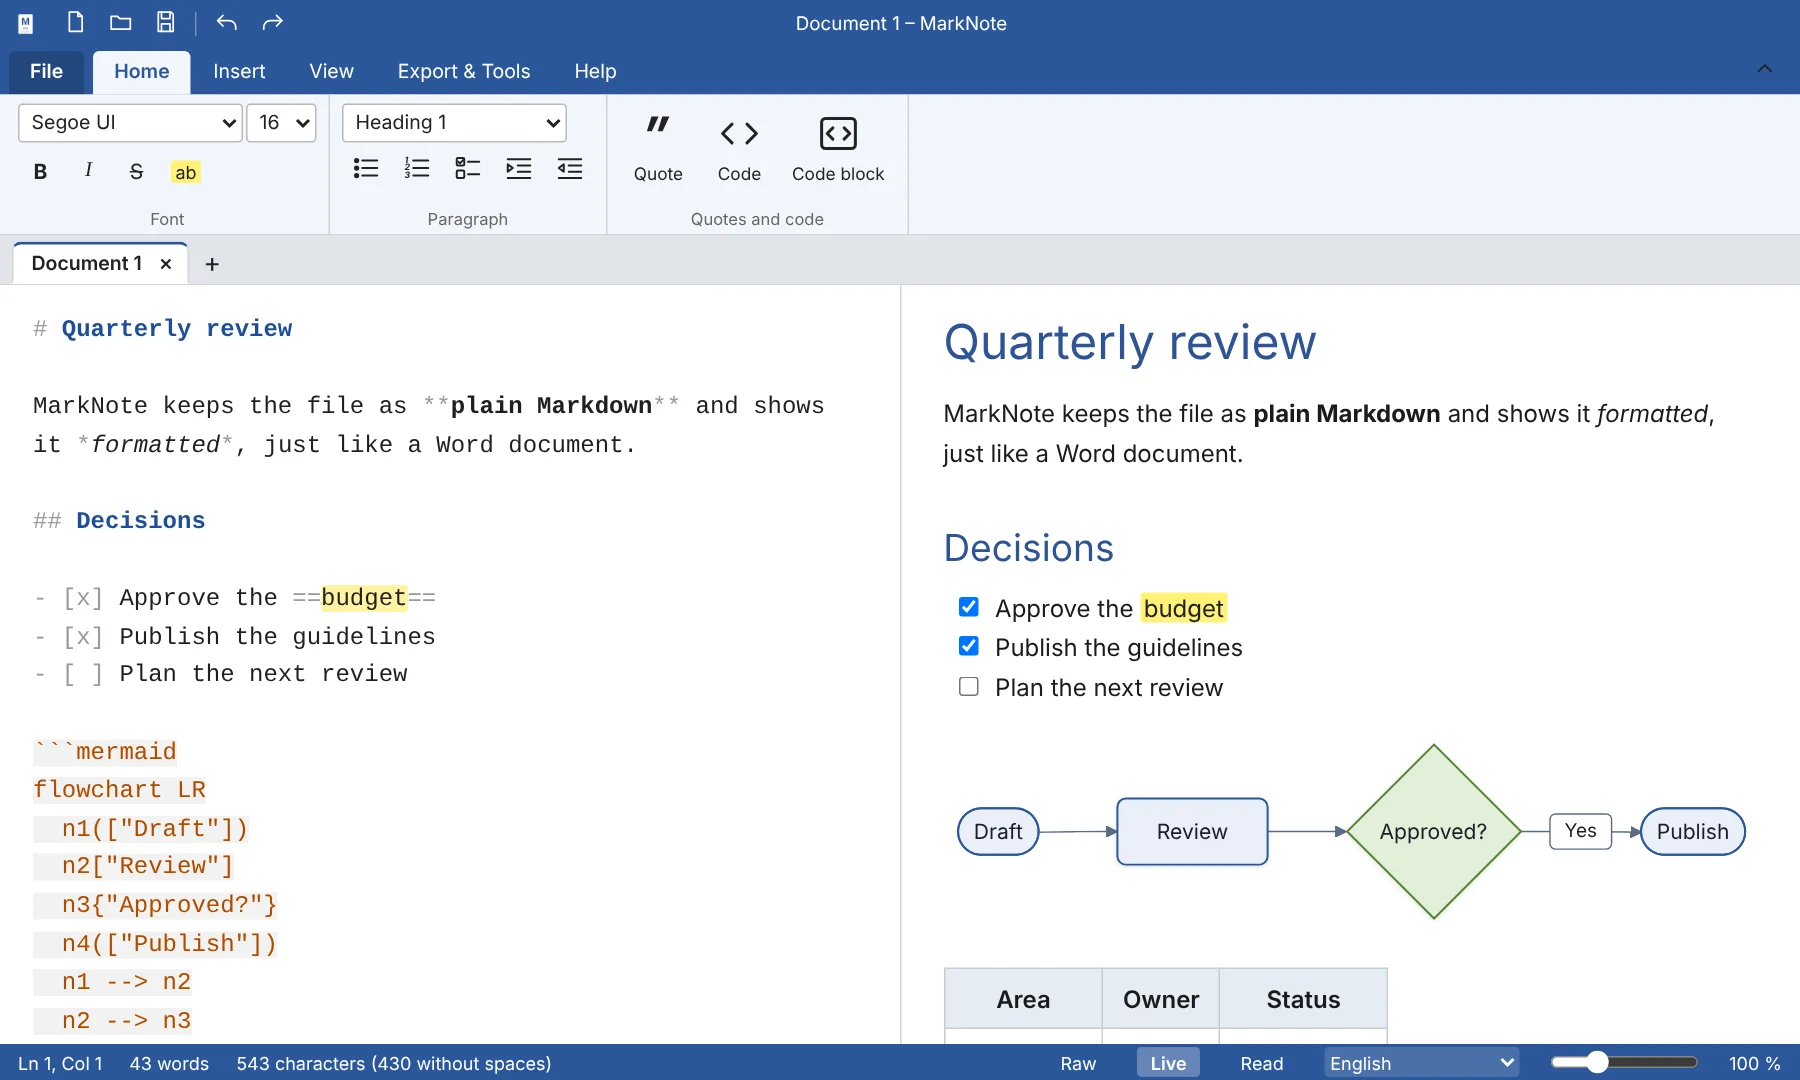 M
Document 1 – MarkNote
File
Home
Insert
View
Export & Tools
Help
Segoe UI
16
B I S ab
Font
Heading 1
Paragraph
Quote
Code
Code block
Quotes and code
Document 1 × +
# Quarterly review
MarkNote keeps the file as **plain Markdown** and shows
it *formatted*, just like a Word document.
## Decisions
- [x] Approve the ==budget==
- [x] Publish the guidelines
- [ ] Plan the next review
```mermaid
flowchart LR
n1(["Draft"])
n2["Review"]
n3{"Approved?"}
n4(["Publish"])
n1 --> n2
n2 --> n3
Quarterly review
MarkNote keeps the file as plain Markdown and shows it formatted,
just like a Word document.
Decisions
Approve the budget
Publish the guidelines
Plan the next review
Draft
Review
Approved?
Yes
Publish
Area
Owner
Status
Ln 1, Col 1
43 words
543 characters (430 without spaces)
Raw
Live
Read
English
100 %